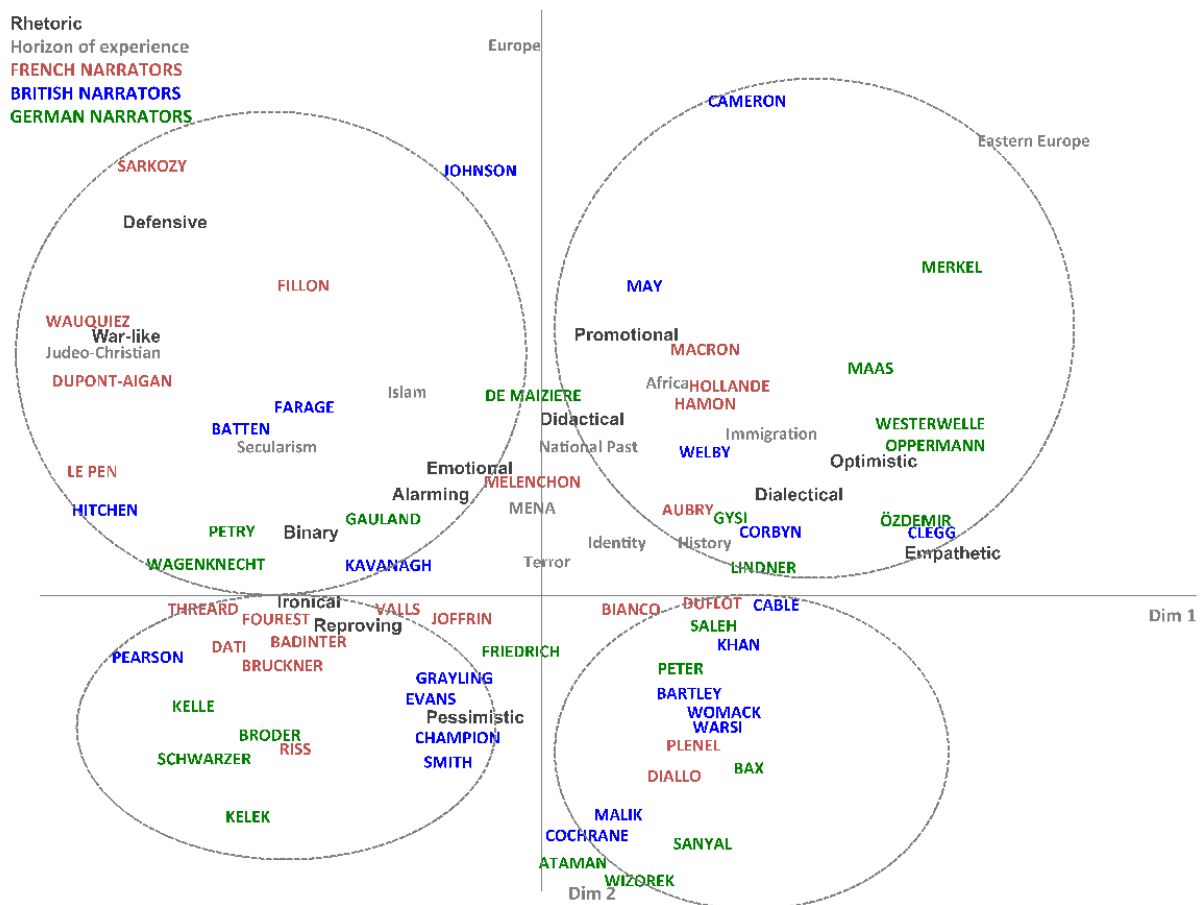 Rhetoric
Horizon of experience
FRENCH NARRATORS
BRITISH NARRATORS
GERMAN NARRATORS
Europe
CAMERON
Eastern Europe
SARKOZY
JOHNSON
Defensive
MERKEL
FILLON
MAY
WAUQUIEZ
War-like
Promotional
Judeo-Christian
MACRON
MAAS
DUPONT-AIGAN
Africa
HOLLANDE
Islam
DE MAIZIERE
HAMON
FARAGE
BATTEN
Didactical
WESTERWELLE
Secularism
National Past
Immigration
OPPERMANN
WELBY
Optimistic
LE PEN
Emotional
MELENCHON
Alarming
Dialectical
HITCHEN
MENA
AUBRY
GYSI
ÖZDEMIR
GAULAND
PETRY
Binary
CORBYN
CLEGG
Identity
History
Empathetic
WAGENKNECHT
KAVANAGH
Terror
LINDNER
THREARD
Ironical
VALLS
BIANCO
DUFLOT
CABLE
Dim 1
FOUREST
JOFFRIN
Reproving
SALEH
DATI
BADINTER
KHAN
PEARSON
FRIEDRICH
BRUCKNER
PETER
GRAYLING
BARTLEY
EVANS
KELLE
WOMACK
Pessimistic
WARSI
BRODER
CHAMPION
RISS
PLENEL
SCHWARZER
SMITH
BAX
DIALLO
KELEK
MALIK
COCHRANE
SANYAL
ATAMAN
WIZOREK
Dim 2